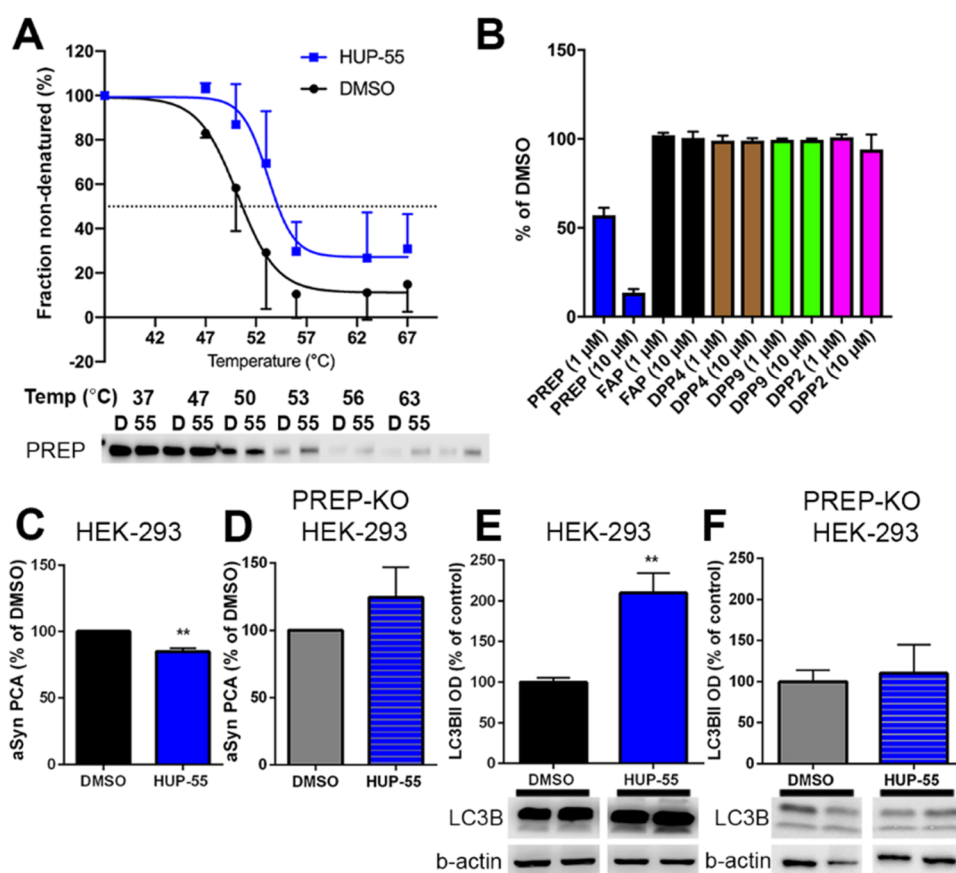 A
HUP-55
DMSO
Fraction non-denatured (%)
120
100
80
60
40
20
0
-20
42 47 52 57 62 67
Temperature (°C)
Temp (°C) 37 47 50 53 56 63
D 55 D 55 D 55 D 55 D 55 D 55
PREP
B
% of DMSO
150
100
50
0
PREP (1 µM)
PREP (10 µM)
FAP (1 µM)
FAP (10 µM)
DPP4 (1 µM)
DPP4 (10 µM)
DPP9 (1 µM)
DPP9 (10 µM)
DPP2 (1 µM)
DPP2 (10 µM)
C
HEK-293
aSyn PCA (% of DMSO)
150
100
50
0
**
DMSO HUP-55
D
PREP-KO
HEK-293
aSyn PCA (% of DMSO)
150
100
50
0
DMSO HUP-55
E
HEK-293
LC3BII OD (% of control)
250
200
150
100
50
0
**
DMSO HUP-55
LC3B
b-actin
F
PREP-KO
HEK-293
LC3BII OD (% of control)
250
200
150
100
50
0
DMSO HUP-55
LC3B
b-actin